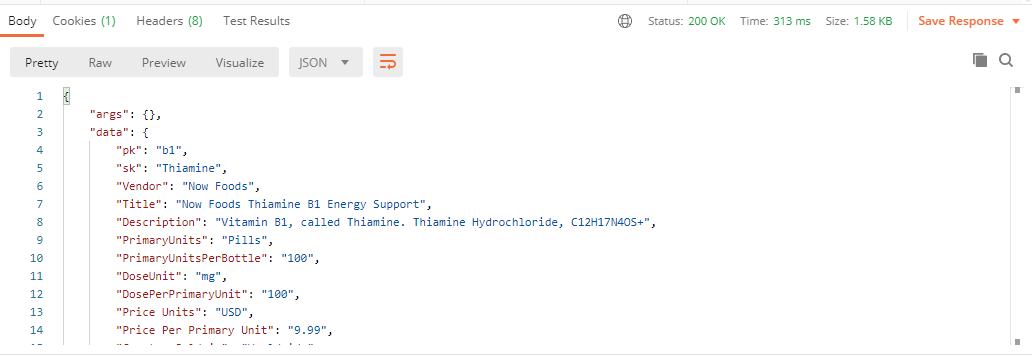 Body Cookies (1) Headers (8) Test Results Status: 200 OK Time: 313 ms Size: 1.58 KB Save Response
Pretty Raw Preview Visualize JSON
1 {
2 "args": {},
3 "data": {
4 "pk": "b1",
5 "sk": "Thiamine",
6 "Vendor": "Now Foods",
7 "Title": "Now Foods Thiamine B1 Energy Support",
8 "Description": "Vitamin B1, called Thiamine. Thiamine Hydrochloride, C12H17N4OS+",
9 "PrimaryUnits": "Pills",
10 "PrimaryUnitsPerBottle": "100",
11 "DoseUnit": "mg",
12 "DosePerPrimaryUnit": "100",
13 "Price Units": "USD",
14 "Price Per Primary Unit": "9.99",